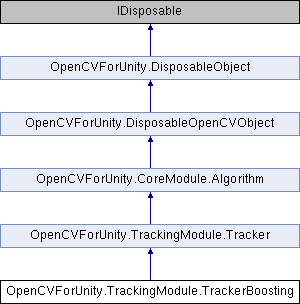 IDisposable
OpenCVForUnity.DisposableObject
OpenCVForUnity.DisposableOpenCVObject
OpenCVForUnity.CoreModule.Algorithm
OpenCVForUnity.TrackingModule.Tracker
OpenCVForUnity.TrackingModule.TrackerBoosting